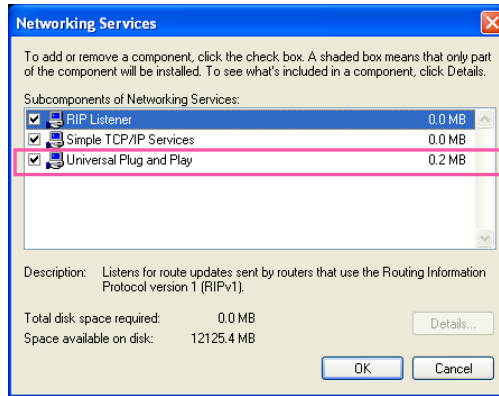 Networking Services
To add or remove a component, click the check box. A shaded box means that only part
of the component will be installed. To see what's included in a component, click Details.
Subcomponents of Networking Services:
RIP Listener 0.0 MB
Simple TCP/IP Services 0.0 MB
Universal Plug and Play 0.2 MB
Description: Listens for route updates sent by routers that use the Routing Information
Protocol version 1 (RIPv1).
Total disk space required: 0.0 MB
Details...
Space available on disk: 12125.4 MB
OK Cancel